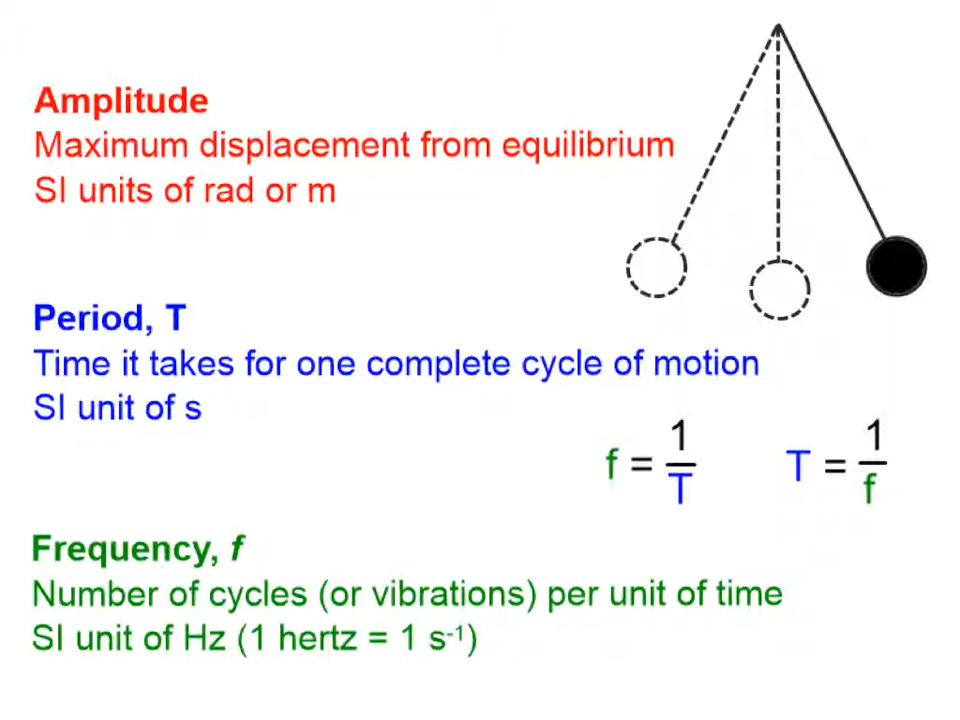 Amplitude
Maximum displacement from equilibrium
SI units of rad or m
Period, T
Time it takes for one complete cycle of motion
SI unit of s
f = 1/T
T = 1/f
Frequency, f
Number of cycles (or vibrations) per unit of time
SI unit of Hz (1 hertz = 1 s⁻¹)